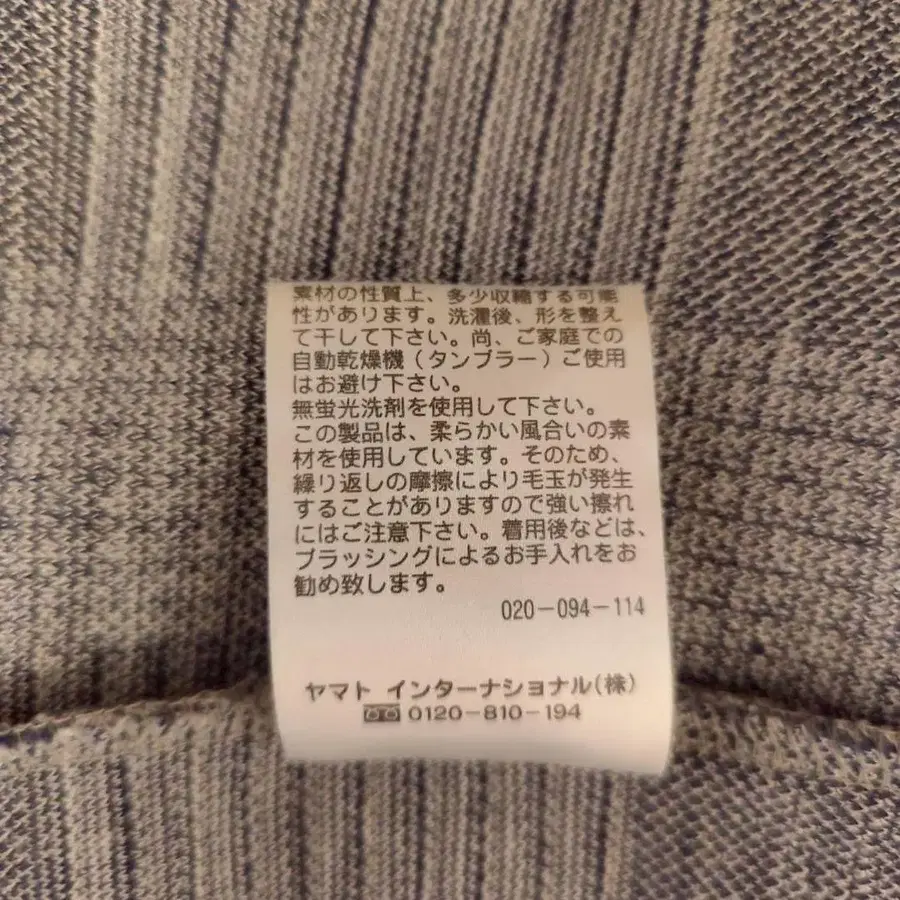 素材の性質上、多少収縮する可能
性があります。洗濯後、形を整え
て干して下さい。尚、ご家庭での
自動乾燥機（タンブラー）ご使用
はお避け下さい。
無蛍光洗剤を使用して下さい。
この製品は、柔らかい風合いの素
材を使用しています。そのため、
繰り返しの摩擦により毛玉が発生
することがありますので強い擦れ
にはご注意下さい。着用後などは、
ブラッシングによるお手入れをお
勧め致します。
020-094-114
ヤマト インターナショナル(株)
0120-810-194